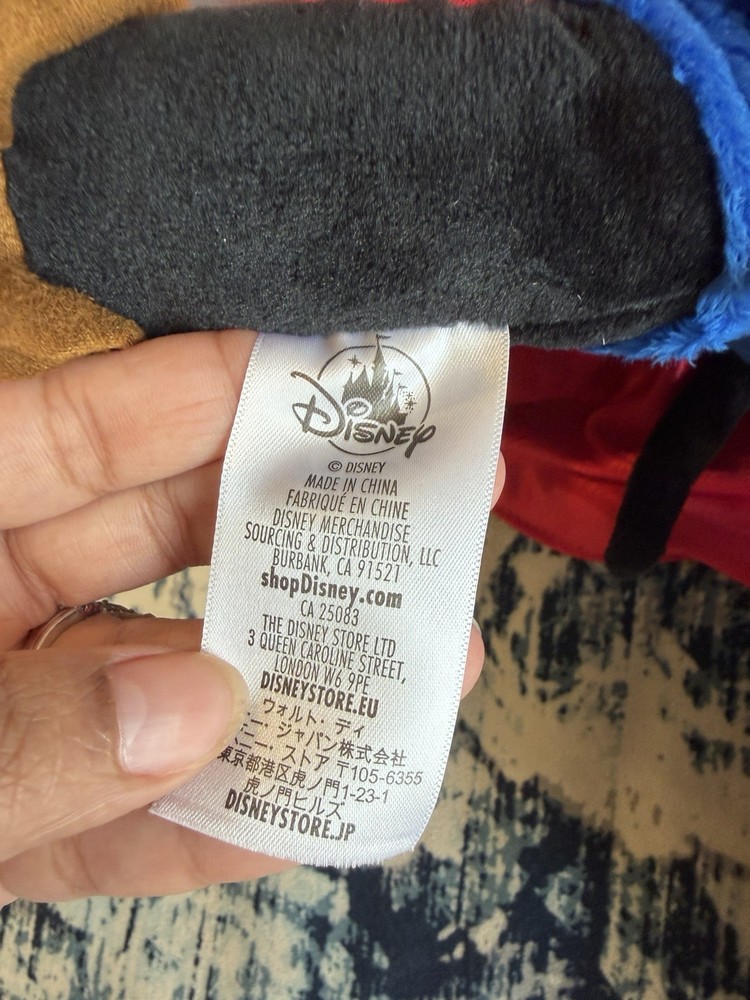 Disney
© DISNEY
MADE IN CHINA
FABRIQUÉ EN CHINE
DISNEY MERCHANDISE
SOURCING & DISTRIBUTION, LLC
BURBANK, CA 91521
shopDisney.com
CA 25083
THE DISNEY STORE LTD
3 QUEEN CAROLINE STREET,
LONDON W6 9PE
DISNEYSTORE.EU
ウォルト・ディ
ニー・ジャパン株式会社
ニー・ストア 〒105-6355
東京都港区虎ノ門1-23-1
虎ノ門ヒルズ
DISNEYSTORE.JP